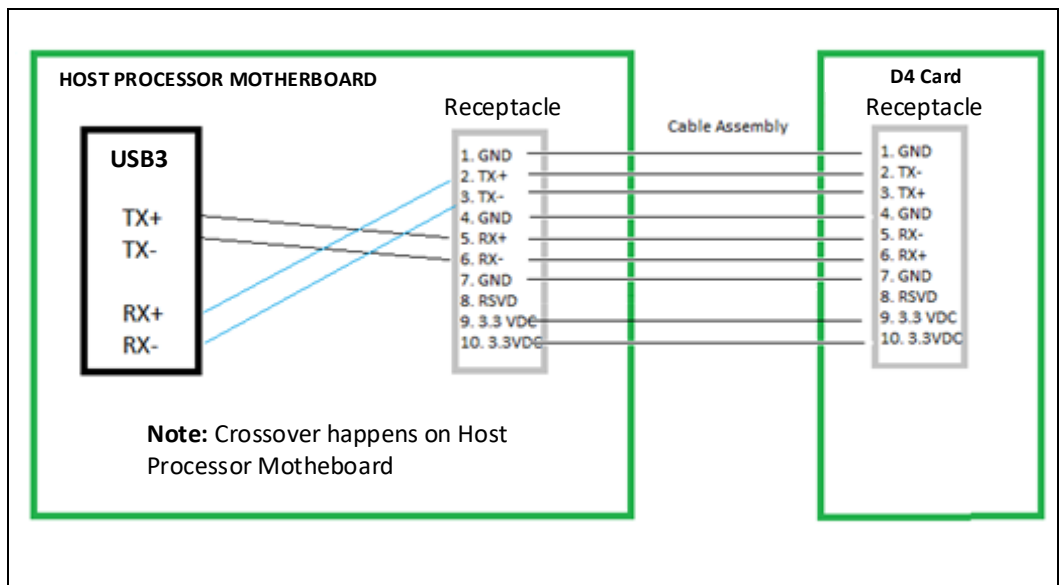 HOST PROCESSOR MOTHERBOARD
USB3
TX+
TX-
RX+
RX-
Receptacle
1. GND
2. TX+
3. TX-
4. GND
5. RX+
6. RX-
7. GND
8. RSVD
9. 3.3 VDC
10. 3.3VDC
Note: Crossover happens on Host
Processor Motheboard
Cable Assembly
D4 Card
Receptacle
1. GND
2. TX-
3. TX+
4. GND
5. RX-
6. RX+
7. GND
8. RSVD
9. 3.3 VDC
10. 3.3VDC